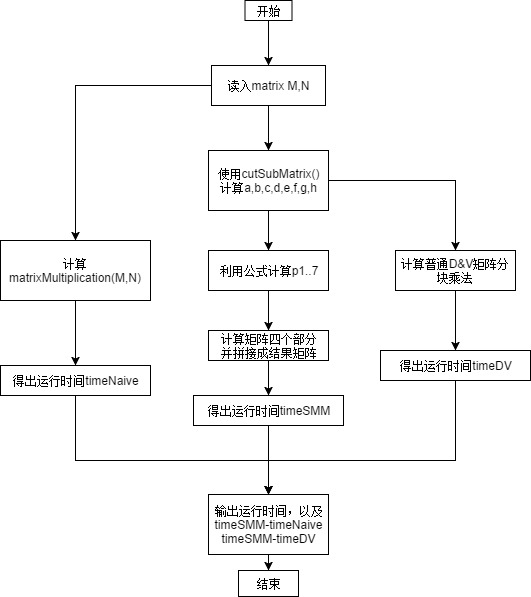 开始
读入matrix M,N
使用cutSubMatrix()
计算a,b,c,d,e,f,g,h
计算
matrixMultiplication(M,N)
利用公式计算p1..7
计算普通D&V矩阵分
块乘法
计算矩阵四个部分
并拼接成结果矩阵
得出运行时间timeNaive
得出运行时间timeDV
得出运行时间timeSMM
输出运行时间，以及
timeSMM-timeNaive
timeSMM-timeDV
结束